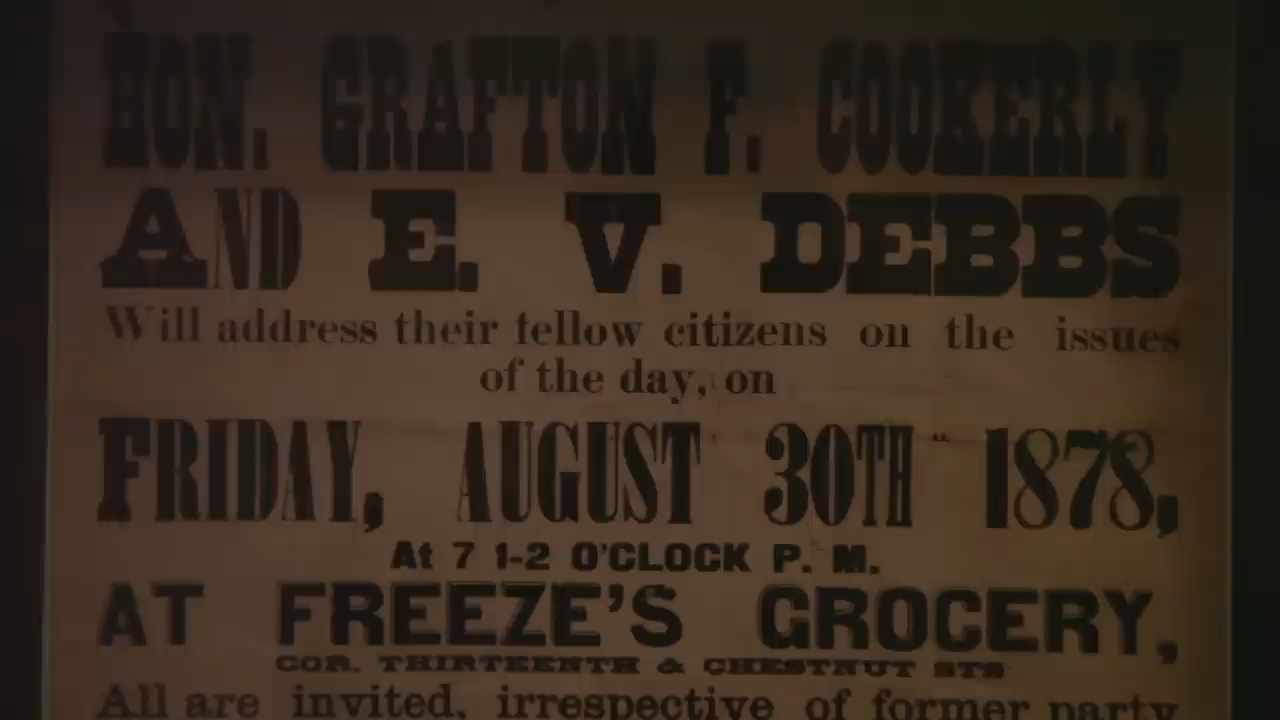 HON. GRAFTON F. COOKERLY
AND E. V. DEBBS
Will address their fellow citizens on the issues
of the day, on
FRIDAY, AUGUST 30TH 1878,
At 7 1-2 O'CLOCK P. M.
AT FREEZE'S GROCERY,
COR. THIRTEENTH & CHESTNUT STS
All are invited, irrespective of former party